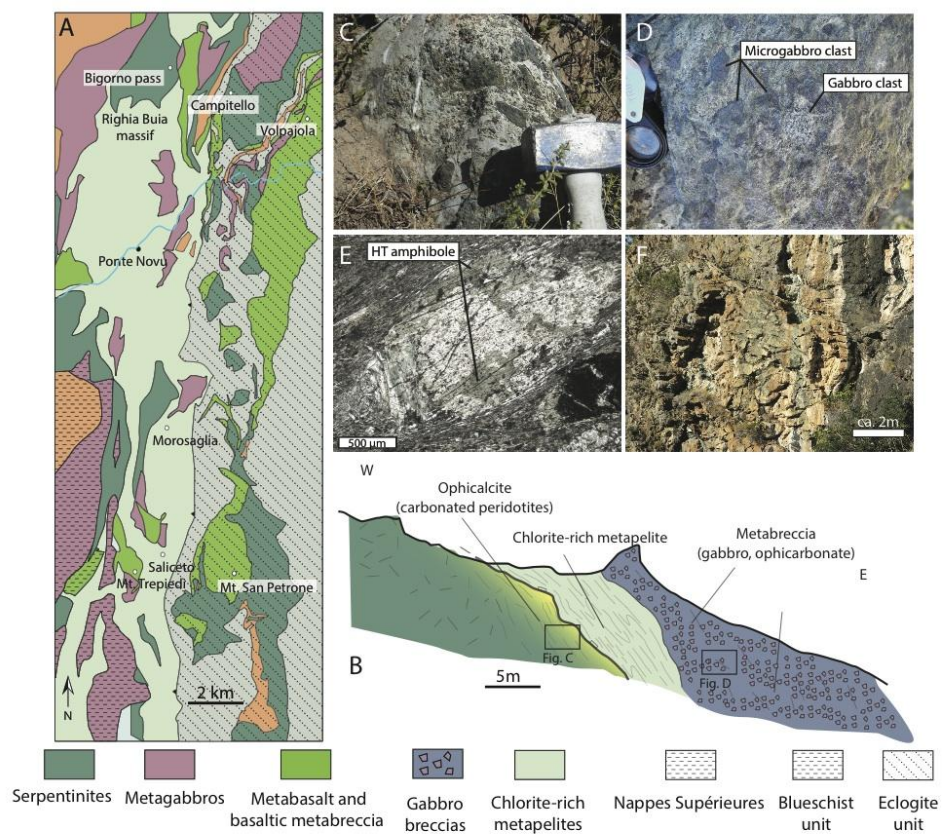 A
Bigorno pass
Righia Buia
massif
Campitello
Volpajola
Ponte Novu
Morosaglia
Saliceto
Mt. Trepiedi
Mt. San Petrone
2 km
N
C
D
Microgabbro clast
Gabbro clast
E
HT amphibole
500 µm
F
ca. 2m
W
Ophicalcite
(carbonated peridotites)
Chlorite-rich metapelite
Metabreccia
(gabbro, ophicarbonate)
E
B
Fig. C
Fig. D
5m
Serpentinites
Metagabbros
Metabasalt and
basaltic metabreccia
Gabbro
breccias
Chlorite-rich
metapelites
Nappes Supérieures
Blueschist
unit
Eclogite
unit